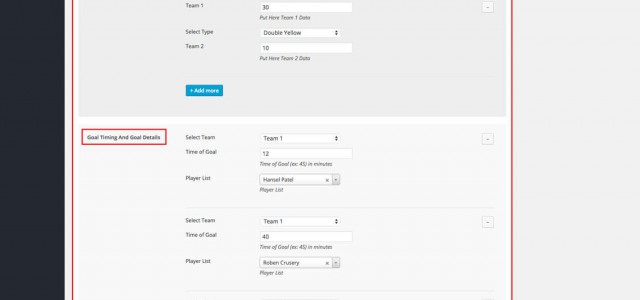 Team 1 30 −
Put Here Team 1 Data
Select Type Double Yellow
Team 2 10
Put Here Team 2 Data
+ Add more
Goal Timing And Goal Details Select Team Team 1 −
Time of Goal 12
Time of Goal (ex: 45) in minutes
Player List Hansel Patel ×
Player List
Select Team Team 1 −
Time of Goal 40
Time of Goal (ex: 45) in minutes
Player List Roben Crusery ×
Player List